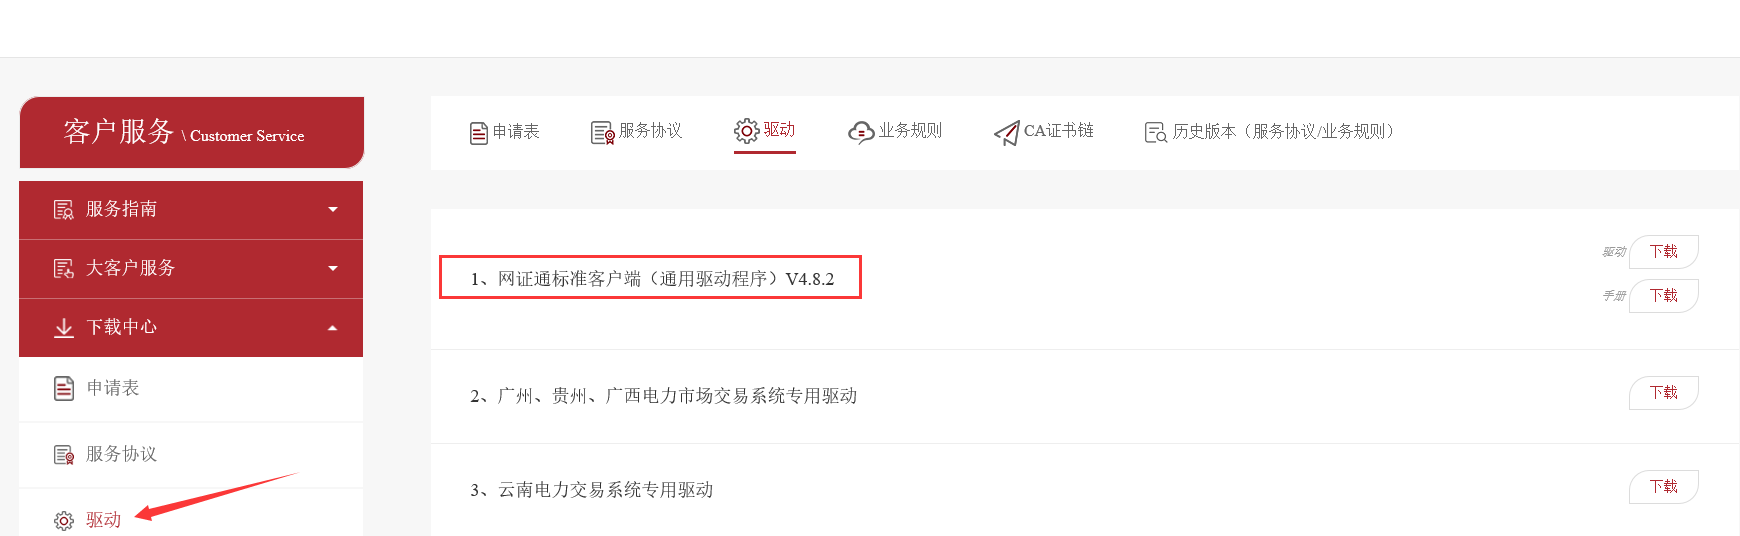 客户服务 \ Customer Service
服务指南
大客户服务
下载中心
申请表
服务协议
驱动
申请表 服务协议 驱动 业务规则 CA证书链 历史版本（服务协议/业务规则）
1、网证通标准客户端（通用驱动程序）V4.8.2
驱动 下载
手册 下载
2、广州、贵州、广西电力市场交易系统专用驱动 下载
3、云南电力交易系统专用驱动 下载